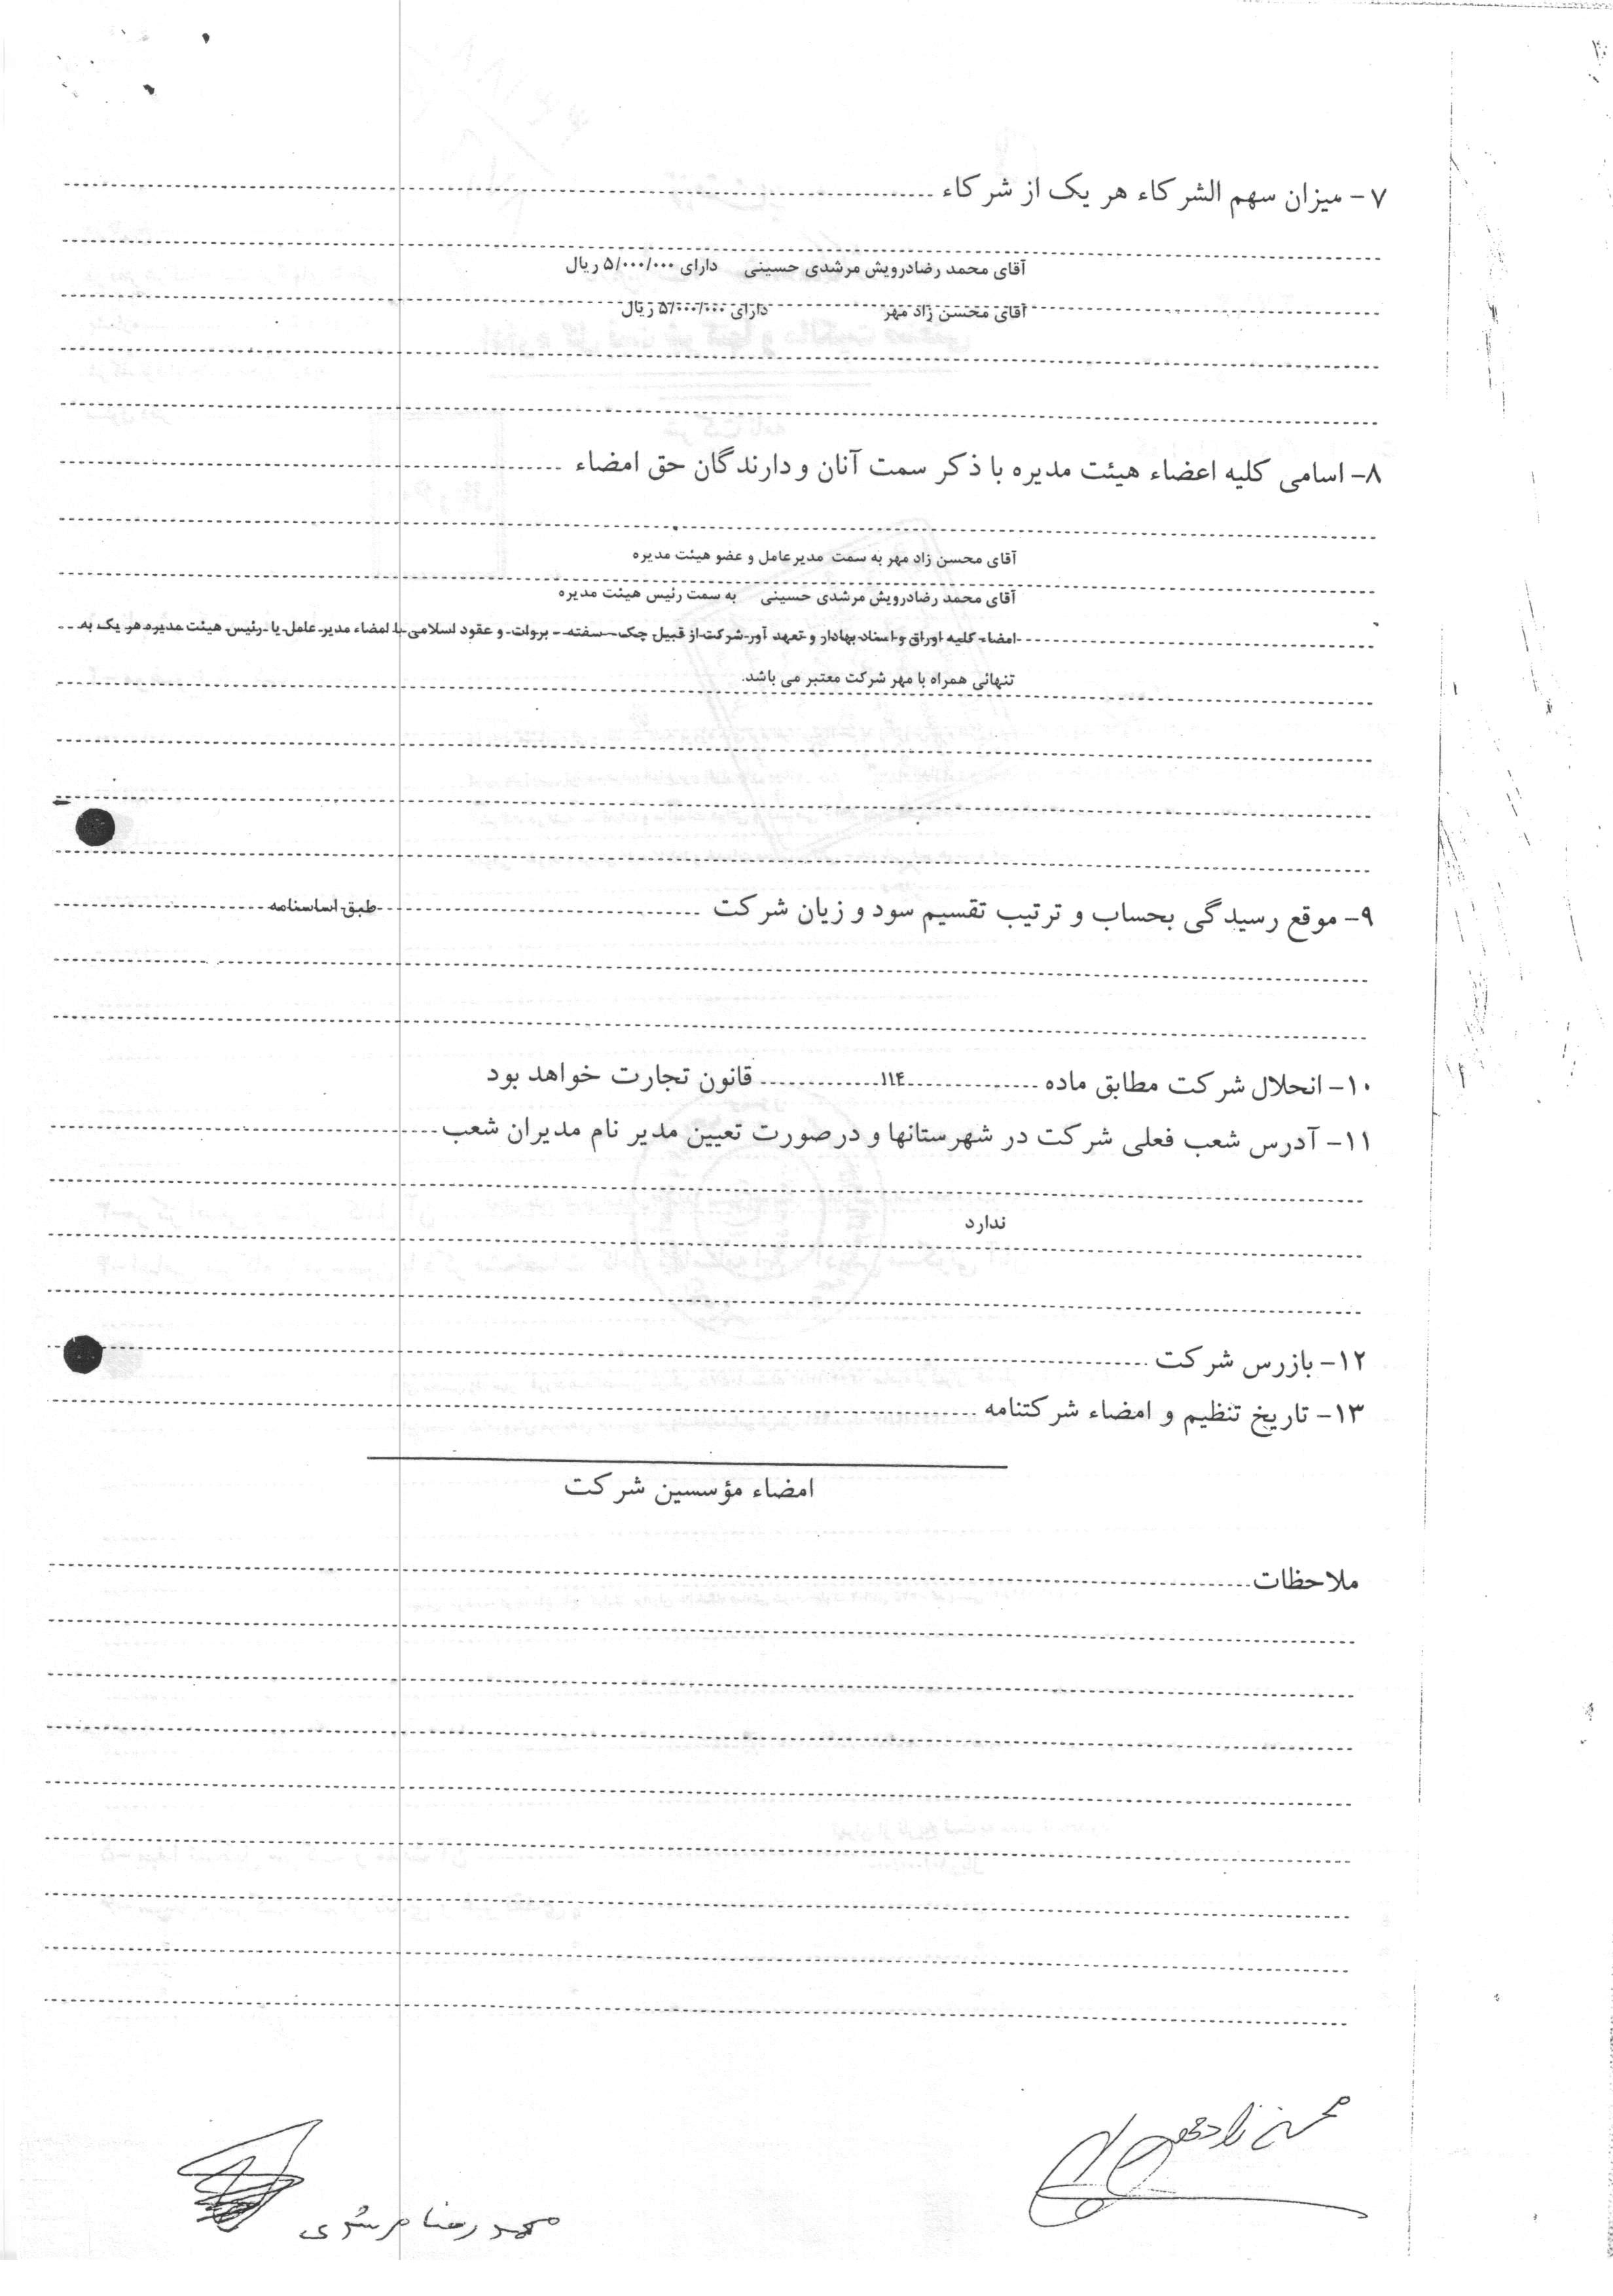 ۷- میزان سهم الشرکاء هر یک از شرکاء
آقای محمد رضادرویش مرشدی حسینی دارای ۵/۰۰۰/۰۰۰ ریال
آقای محسن زاد مهر دارای ۵/۰۰۰/۰۰۰ ریال
۸- اسامی کلیه اعضاء هیئت مدیره با ذکر سمت آنان و دارندگان حق امضاء
آقای محسن زاد مهر به سمت مدیرعامل و عضو هیئت مدیره
آقای محمد رضادرویش مرشدی حسینی به سمت رئیس هیئت مدیره
امضاء کلیه اوراق و اسناد بهادار و تعهد آور شرکت از قبیل چک - سفته - بروات و عقود اسلامی با امضاء مدیر عامل یا رئیس هیئت مدیره هر یک به
تنهائی همراه با مهر شرکت معتبر می باشد.
۹- موقع رسیدگی بحساب و ترتیب تقسیم سود و زیان شرکت طبق اساسنامه
۱۰- انحلال شرکت مطابق ماده ۱۱۴ قانون تجارت خواهد بود
۱۱- آدرس شعب فعلی شرکت در شهرستانها و درصورت تعیین مدیر نام مدیران شعب
ندارد
۱۲- بازرس شرکت
۱۳- تاریخ تنظیم و امضاء شرکتنامه
امضاء مؤسسین شرکت
ملاحظات
محسن زادمهر
محمد رضا مرشدی